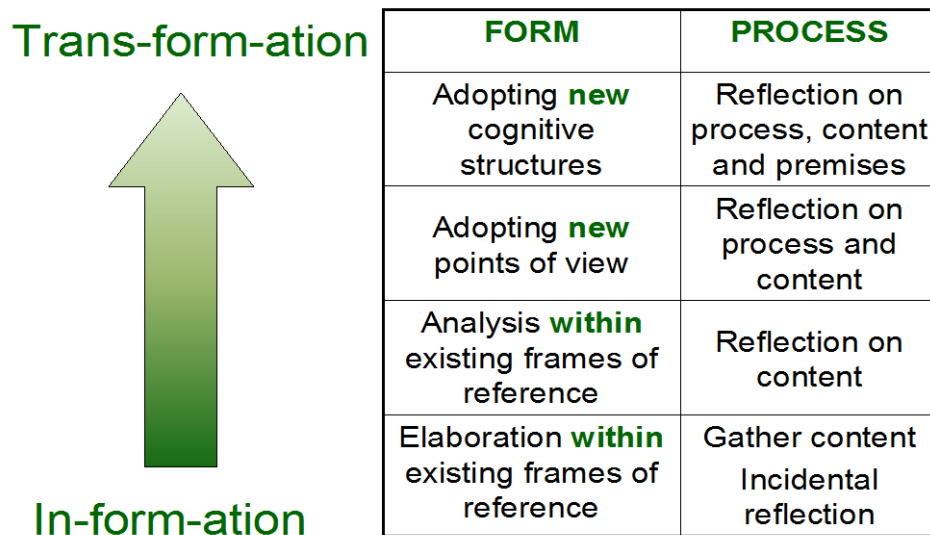 Trans-form-ation
FORM
PROCESS
Adopting new
cognitive
structures
Reflection on
process, content
and premises
Adopting new
points of view
Reflection on
process and
content
Analysis within
existing frames of
reference
Reflection on
content
Elaboration within
existing frames of
reference
Gather content
Incidental
reflection
In-form-ation